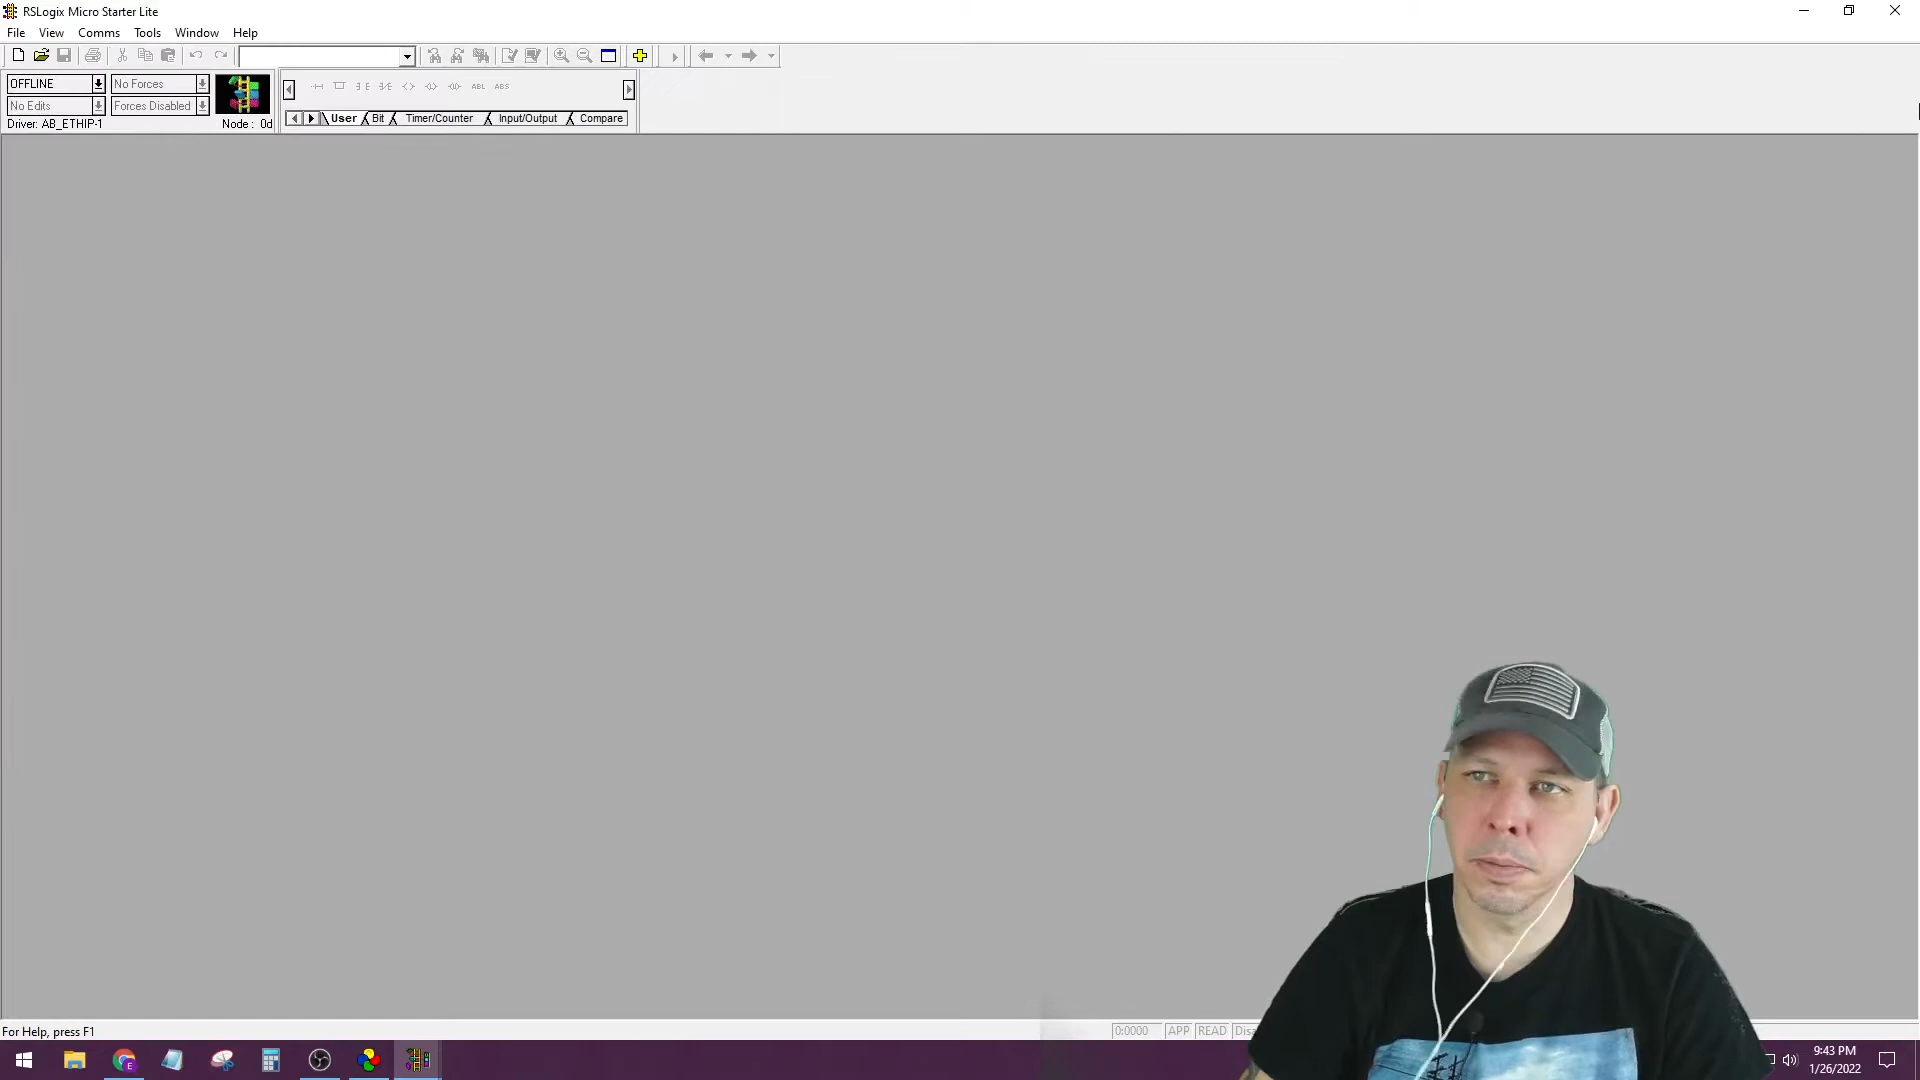 RSLogix Micro Starter Lite
File View Comms Tools Window Help
OFFLINE No Forces
No Edits Forces Disabled
Driver: AB_ETHIP-1 Node : 0d
ABL ABS
User Bit Timer/Counter Input/Output Compare
For Help, press F1
0:0000 APP READ
9:43 PM
1/26/2022